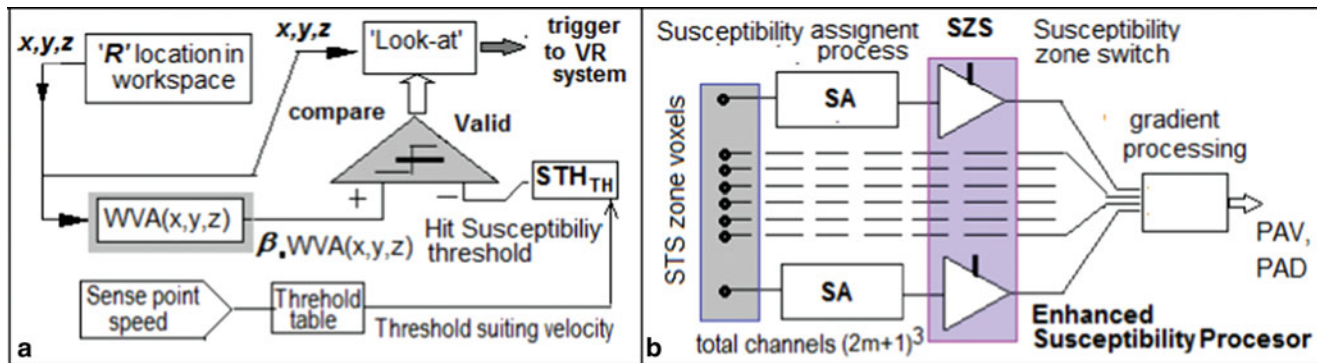 x,y,z
'R' location in
workspace
x,y,z
'Look-at'
trigger
to VR
system
compare
Valid
+
−
STH TH
WVA(x,y,z)
β.WVA(x,y,z)
Hit Susceptibiliy
threshold
Sense point
speed
Threhold
table
Threshold suiting velocity
a
Susceptibility assignent
process
SZS
Susceptibility
zone switch
STS zone voxels
SA
gradient
processing
SA
PAV,
PAD
Enhanced
Susceptibility Procesor
total channels (2m+1)³
b